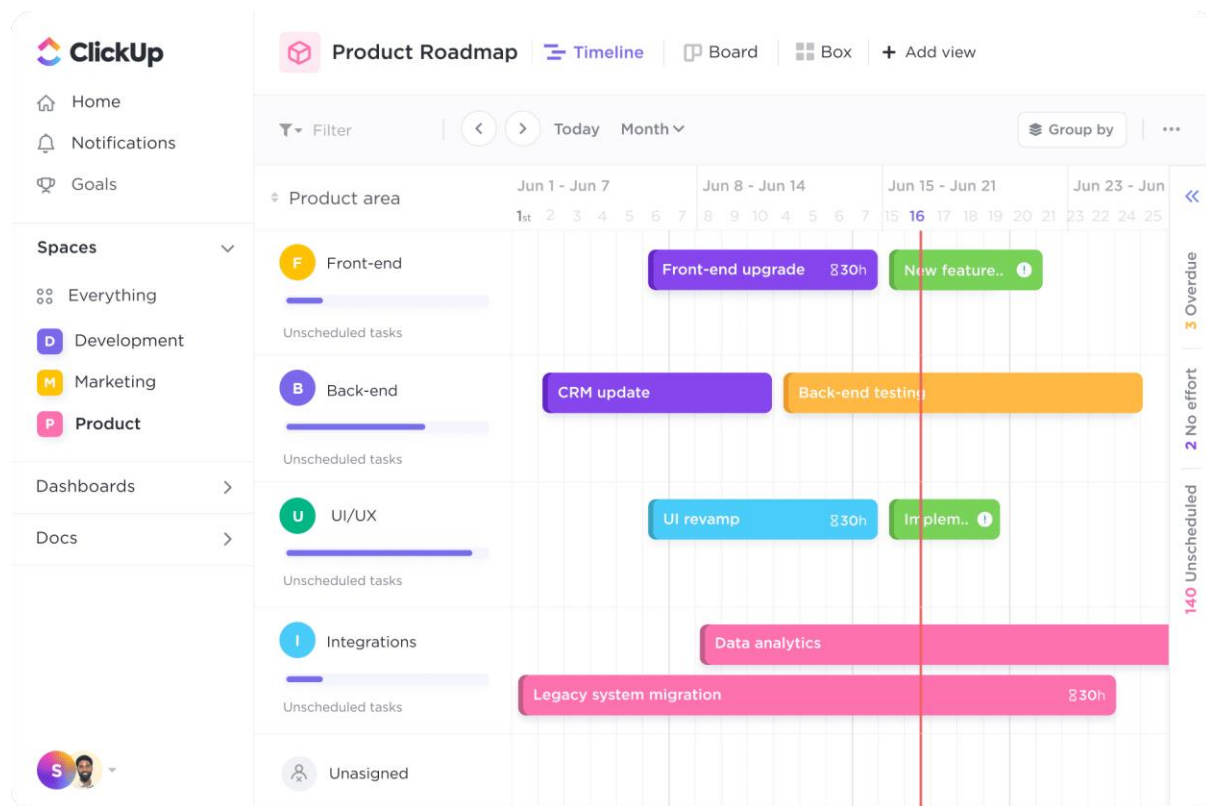 ClickUp
Home
Notifications
Goals
Spaces
Everything
D Development
M Marketing
P Product
Dashboards
Docs
S
Product Roadmap Timeline Board Box + Add view
Filter Today Month Group by
Product area
Jun 1 - Jun 7 Jun 8 - Jun 14 Jun 15 - Jun 21 Jun 23 - Jun
1st 2 3 4 5 6 7 8 9 10 4 5 6 7 15 16 17 18 19 20 21 23 22 24 25
F Front-end
Unscheduled tasks
Front-end upgrade 30h
New feature..
B Back-end
Unscheduled tasks
CRM update
Back-end testing
U UI/UX
Unscheduled tasks
UI revamp 30h
Implem..
I Integrations
Unscheduled tasks
Data analytics
Legacy system migration 30h
Unasigned
3 Overdue
2 No effort
140 Unscheduled